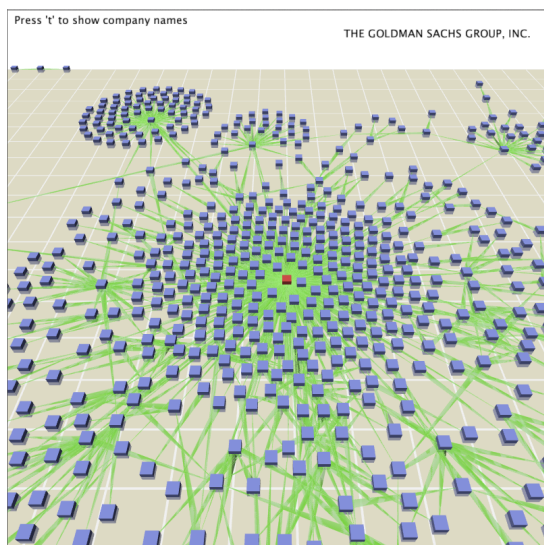 Press 't' to show company names
THE GOLDMAN SACHS GROUP, INC.